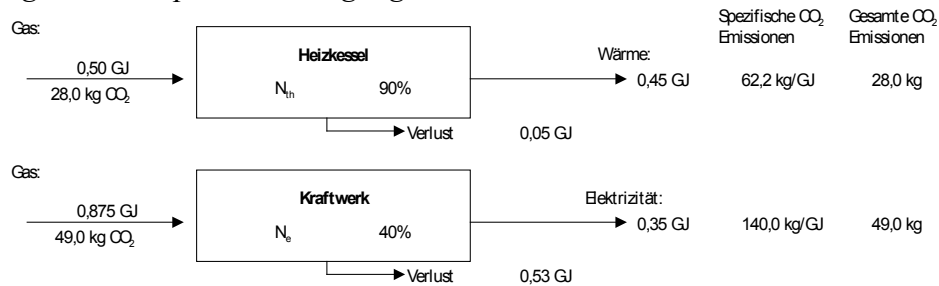 Spezifische CO₂ Gesamte CO₂
Gas: Emissionen Emissionen
Heizkessel Wärme:
0,50 GJ 0,45 GJ 62,2 kg/GJ 28,0 kg
28,0 kg CO₂ Nth 90%
Verlust 0,05 GJ
Gas:
Kraftwerk Elektrizität:
0,875 GJ 0,35 GJ 140,0 kg/GJ 49,0 kg
49,0 kg CO₂ Ne 40%
Verlust 0,53 GJ